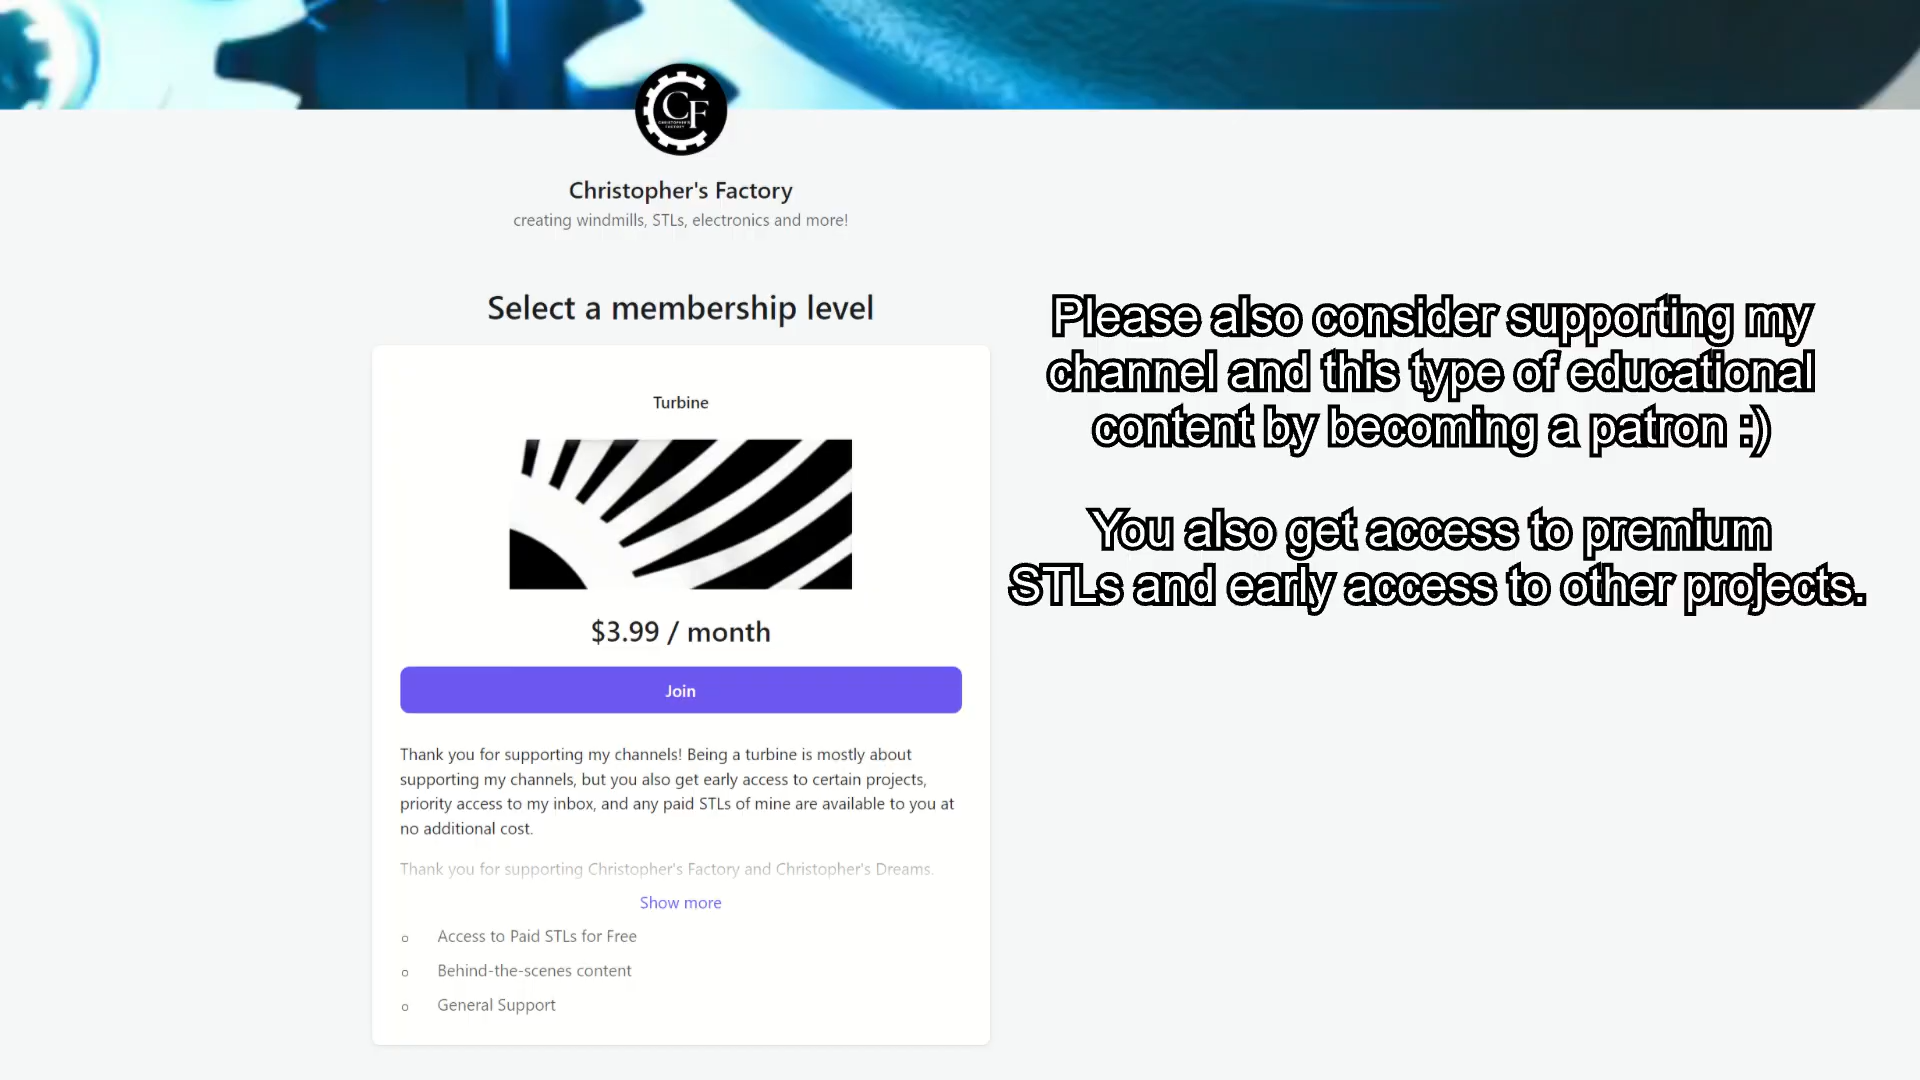 CF
CHRISTOPHER'S
FACTORY
Christopher's Factory
creating windmills, STLs, electronics and more!
Select a membership level
Turbine
$3.99 / month
Join
Thank you for supporting my channels! Being a turbine is mostly about
supporting my channels, but you also get early access to certain projects,
priority access to my inbox, and any paid STLs of mine are available to you at
no additional cost.
Thank you for supporting Christopher's Factory and Christopher's Dreams.
Show more
Access to Paid STLs for Free
Behind-the-scenes content
General Support
Please also consider supporting my
channel and this type of educational
content by becoming a patron :)
You also get access to premium
STLs and early access to other projects.